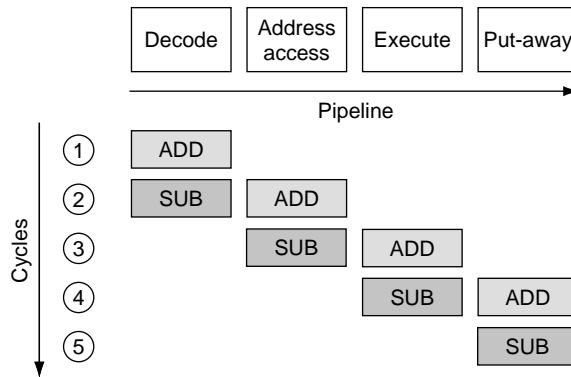 Decode
Address
access
Execute
Put-away
Pipeline
Cycles
1
ADD
2
SUB
ADD
3
SUB
ADD
4
SUB
ADD
5
SUB